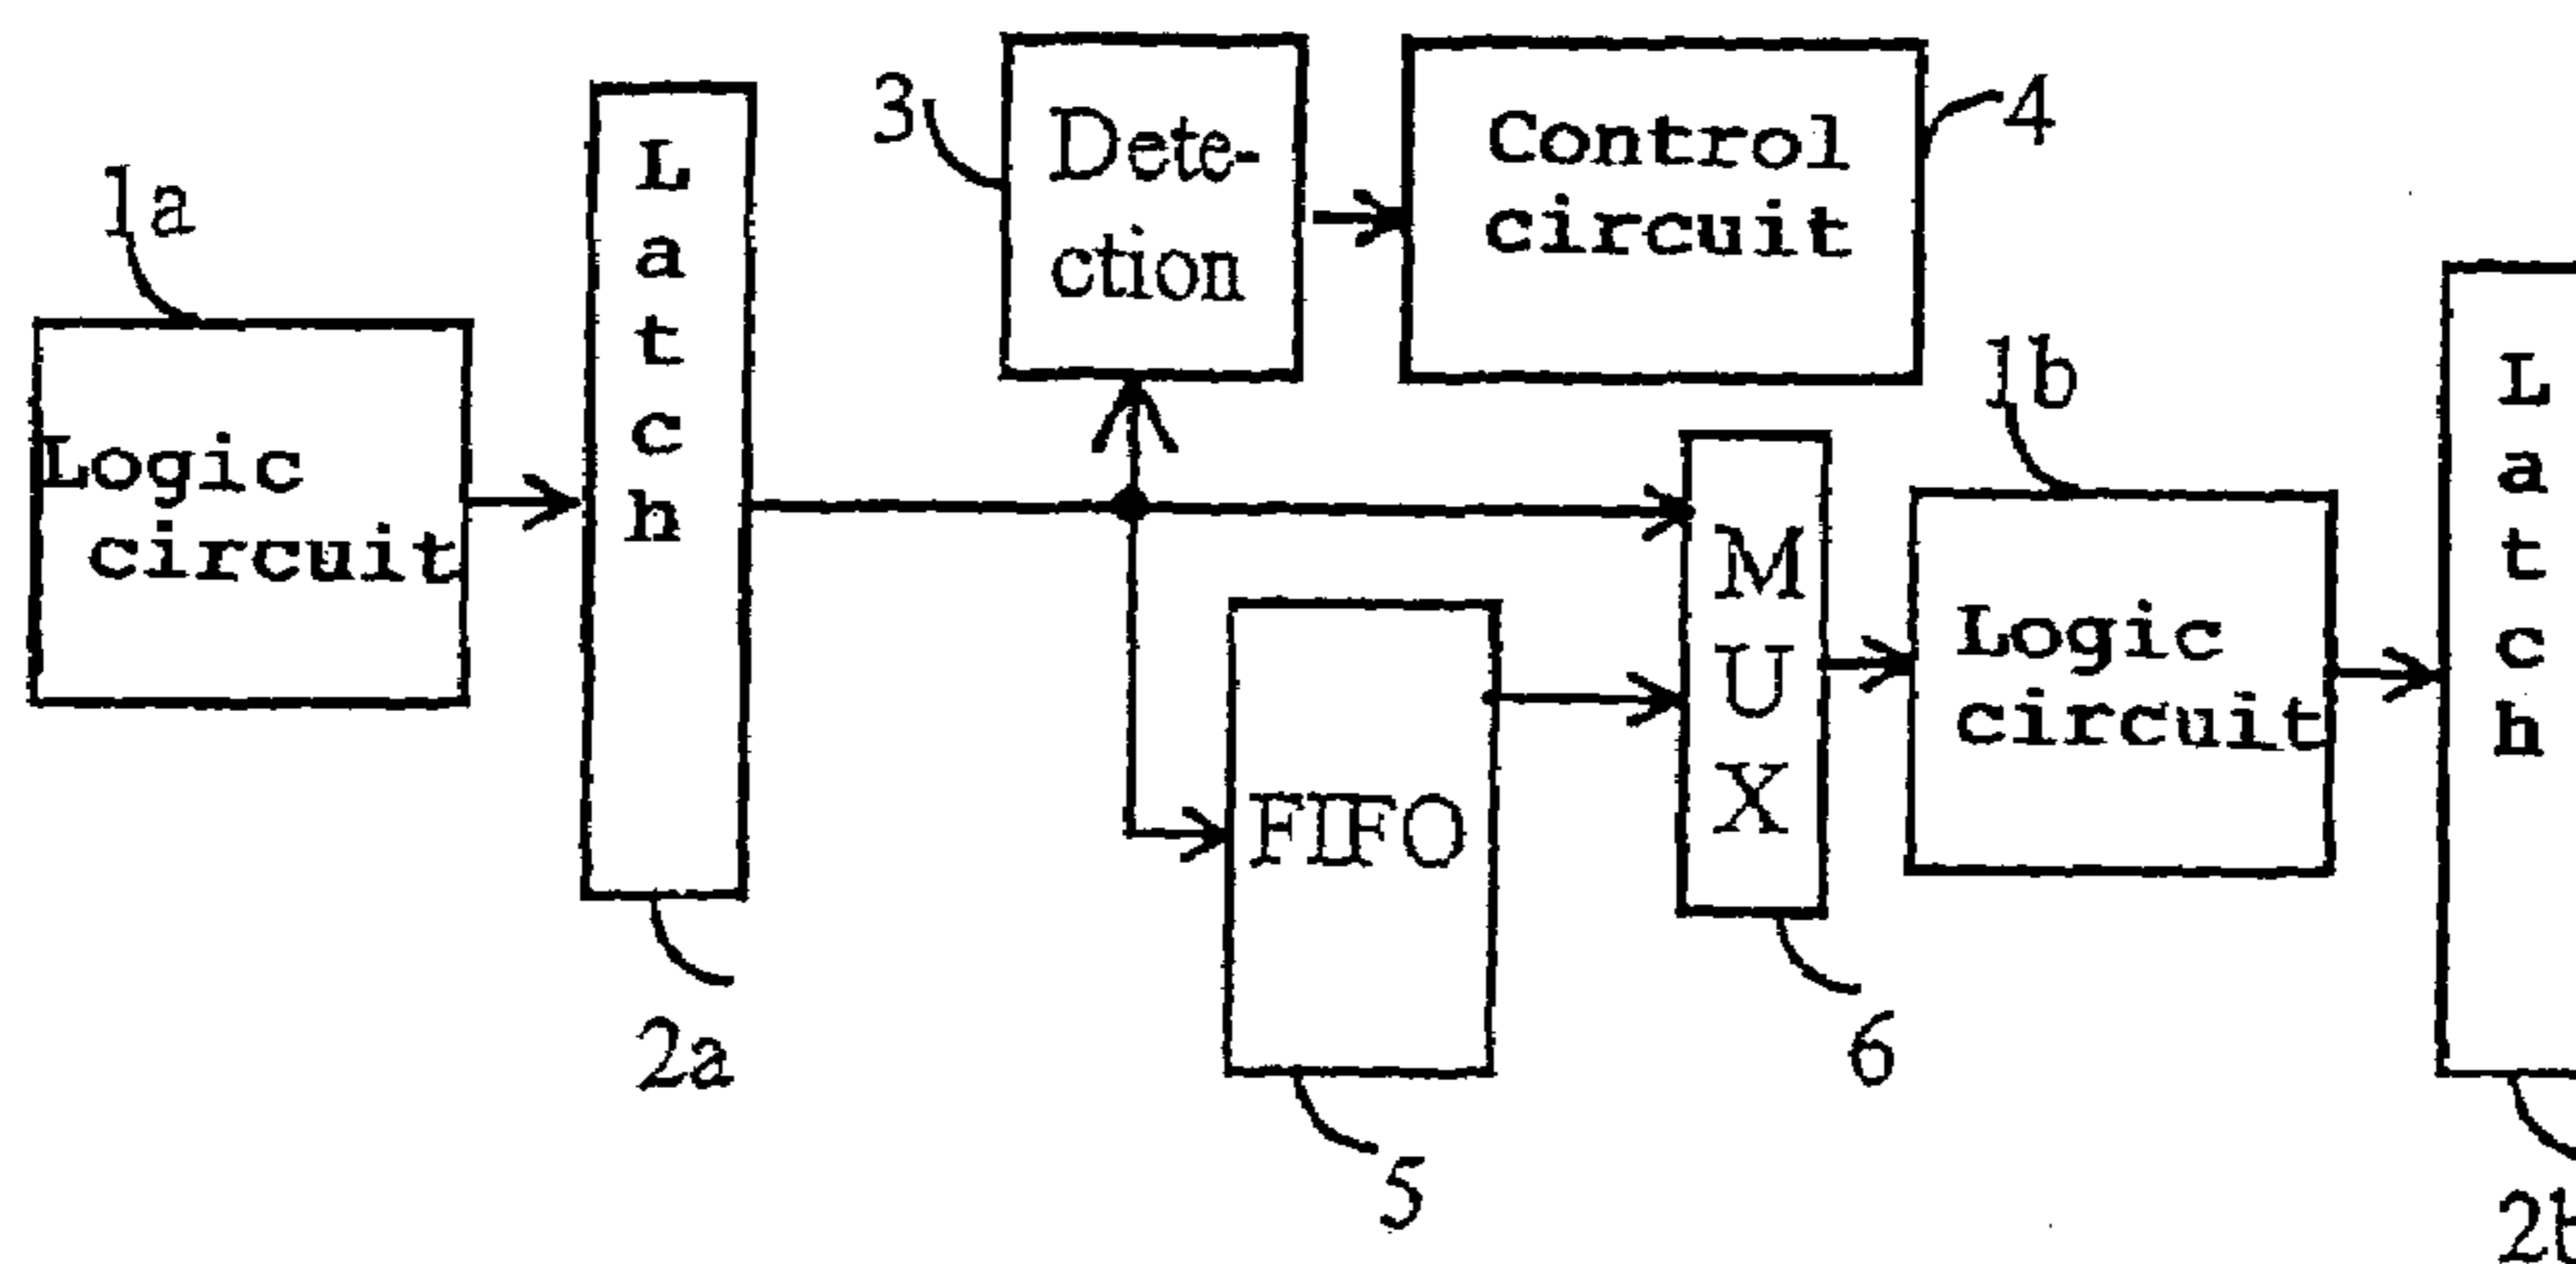 1a
Logic
circuit
L
a
t
c
h
2a
3
Dete-
ction
Control
circuit
4
FIFO
5
M
U
X
6
1b
Logic
circuit
L
a
t
c
h